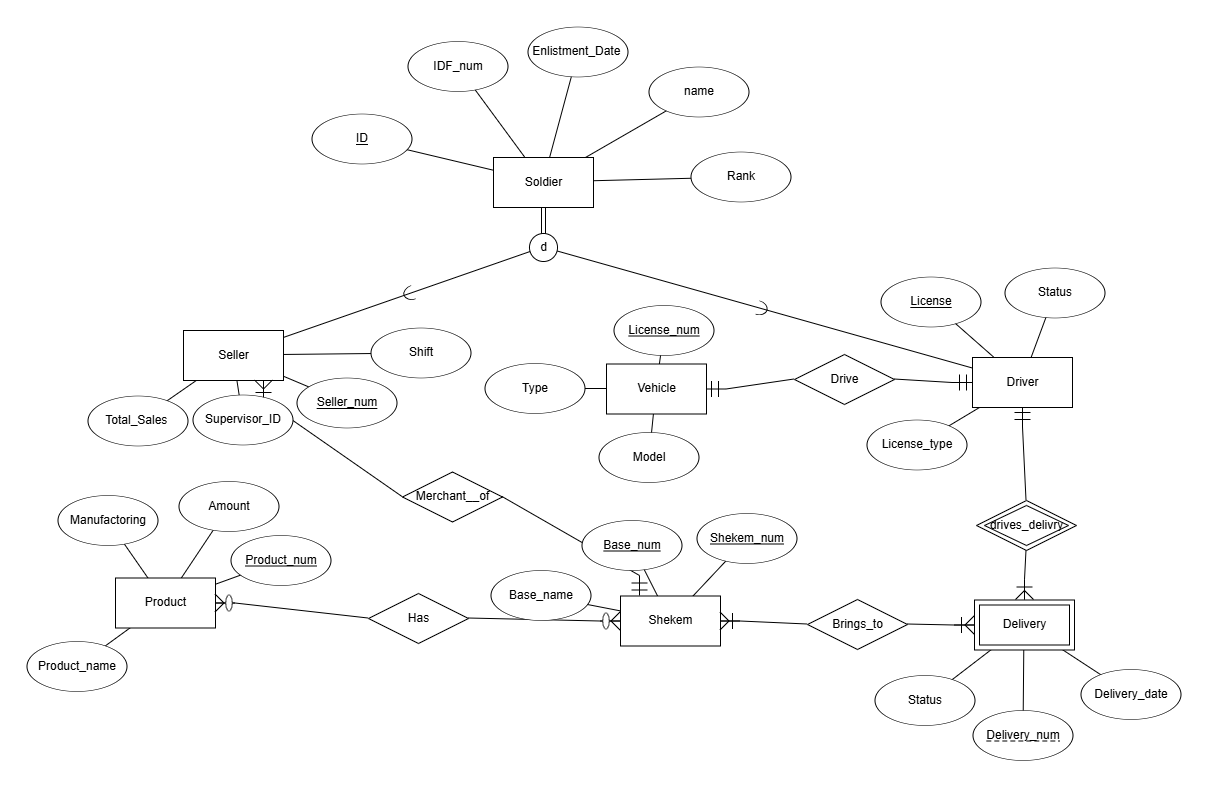 Enlistment_Date
IDF_num
name
ID
Rank
Soldier
d
License
Status
License_num
Shift
Seller
Type
Vehicle
Drive
Driver
Total_Sales
Supervisor_ID
Seller_num
License_type
Model
Merchant__of
Manufactoring
Amount
Product_num
Base_num
Shekem_num
drives_delivry
Product
Has
Base_name
Shekem
Brings_to
Delivery
Product_name
Status
Delivery_num
Delivery_date